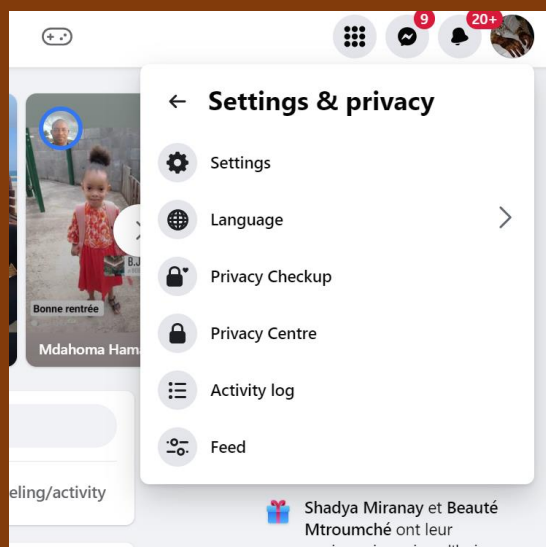 9
20+
Settings & privacy
Settings
Language
Privacy Checkup
Privacy Centre
Activity log
Feed
B.J
Bonne rentrée
Mdahoma Ham
eling/activity
Shadya Miranay et Beauté
Mtroumché ont leur